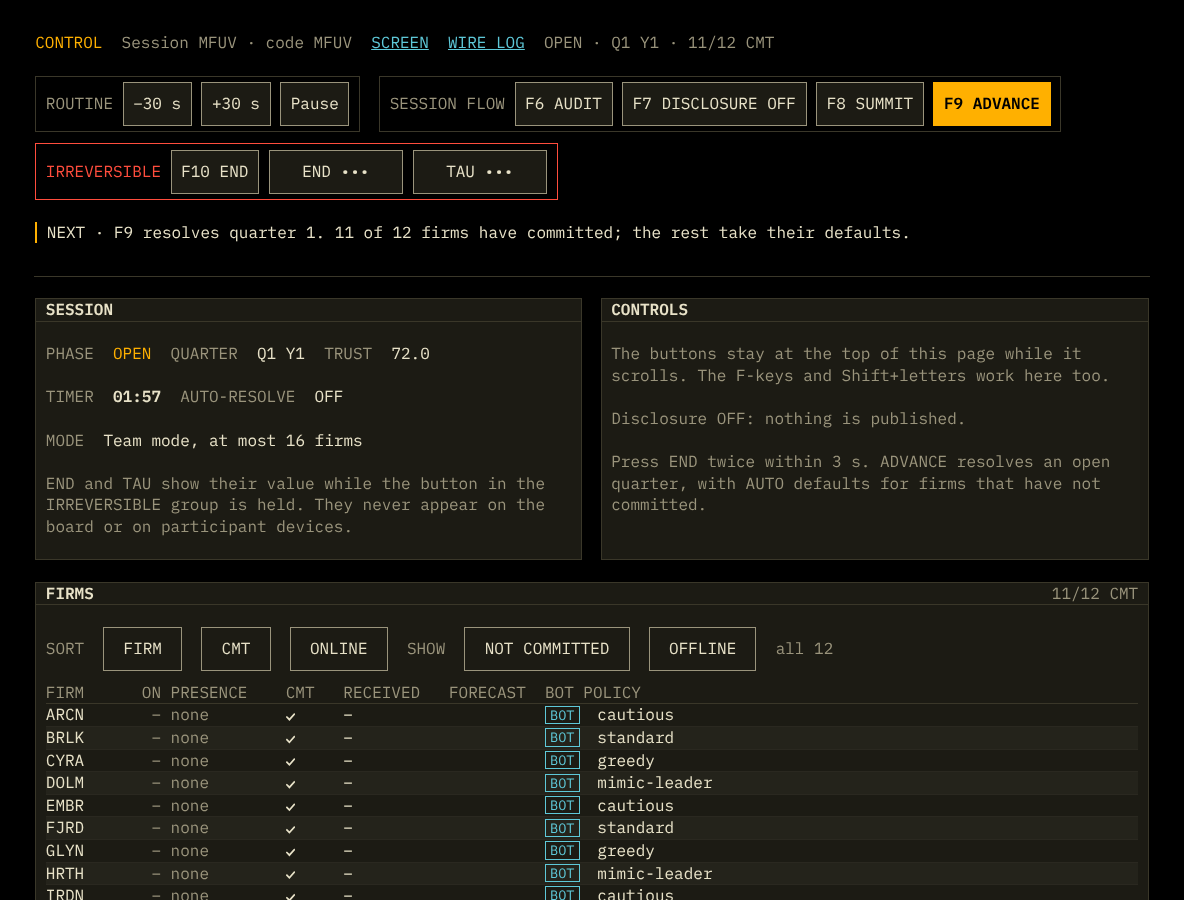 CONTROL Session MFUV · code MFUV SCREEN WIRE LOG OPEN · Q1 Y1 · 11/12 CMT
ROUTINE −30 s +30 s Pause SESSION FLOW F6 AUDIT F7 DISCLOSURE OFF F8 SUMMIT F9 ADVANCE
IRREVERSIBLE F10 END END ••• TAU •••
NEXT · F9 resolves quarter 1. 11 of 12 firms have committed; the rest take their defaults.
SESSION
PHASE OPEN QUARTER Q1 Y1 TRUST 72.0
TIMER 01:57 AUTO-RESOLVE OFF
MODE Team mode, at most 16 firms
END and TAU show their value while the button in the
IRREVERSIBLE group is held. They never appear on the
board or on participant devices.
CONTROLS
The buttons stay at the top of this page while it
scrolls. The F-keys and Shift+letters work here too.
Disclosure OFF: nothing is published.
Press END twice within 3 s. ADVANCE resolves an open
quarter, with AUTO defaults for firms that have not
committed.
FIRMS 11/12 CMT
SORT FIRM CMT ONLINE SHOW NOT COMMITTED OFFLINE all 12
FIRM ON PRESENCE CMT RECEIVED FORECAST BOT POLICY
ARCN – none ✓ – BOT cautious
BRLK – none ✓ – BOT standard
CYRA – none ✓ – BOT greedy
DOLM – none ✓ – BOT mimic-leader
EMBR – none ✓ – BOT cautious
FJRD – none ✓ – BOT standard
GLYN – none ✓ – BOT greedy
HRTH – none ✓ – BOT mimic-leader
IRDN – none ✓ – BOT cautious